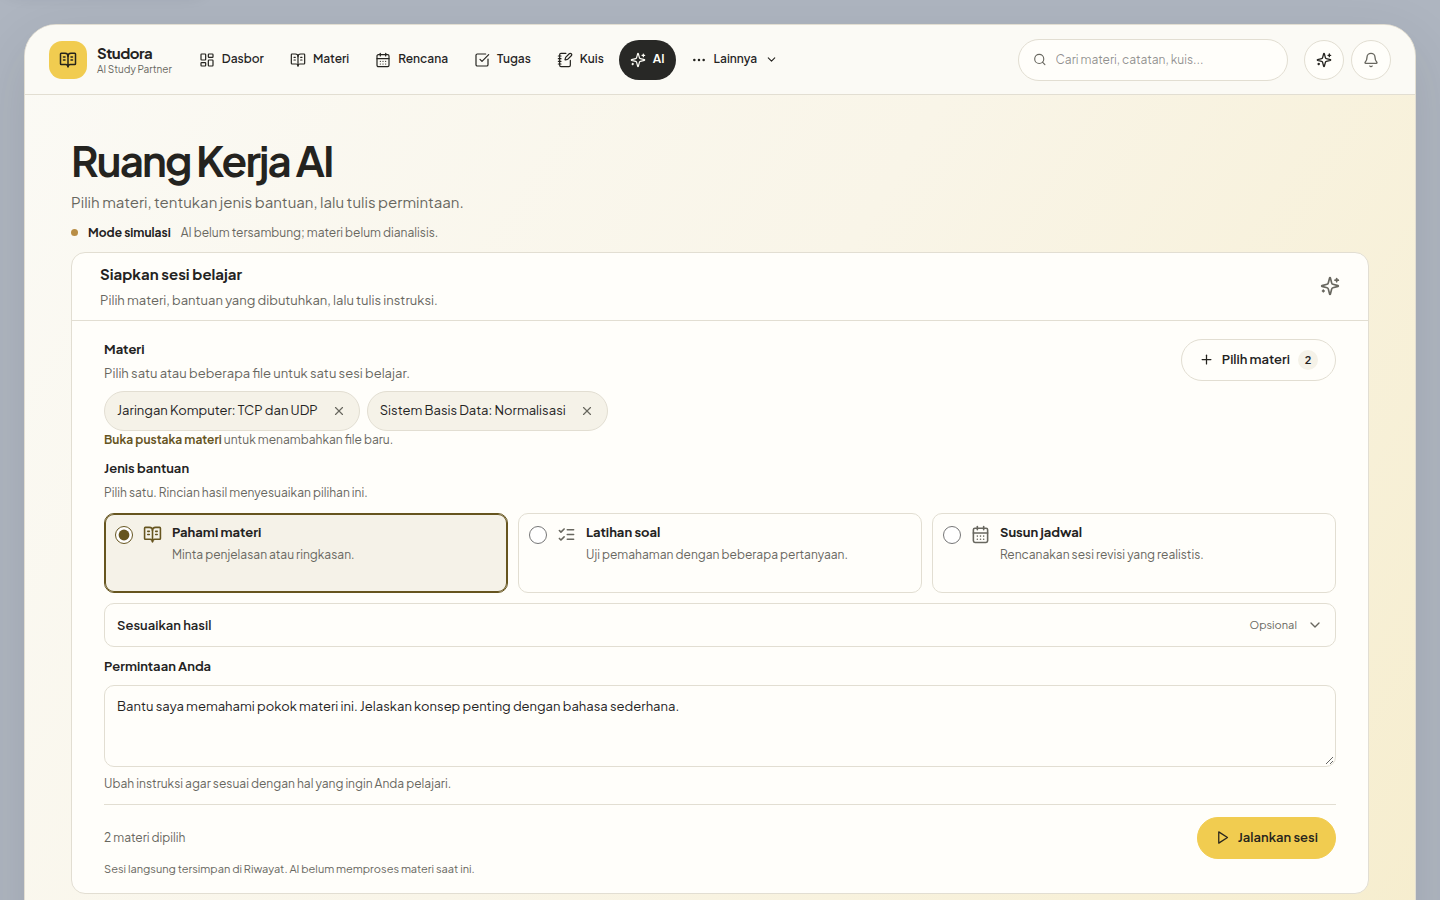 Studora
AI Study Partner
Dasbor
Materi
Rencana
Tugas
Kuis
AI
Lainnya
Cari materi, catatan, kuis...
Ruang Kerja AI
Pilih materi, tentukan jenis bantuan, lalu tulis permintaan.
Mode simulasi AI belum tersambung; materi belum dianalisis.
Siapkan sesi belajar
Pilih materi, bantuan yang dibutuhkan, lalu tulis instruksi.
Materi
Pilih satu atau beberapa file untuk satu sesi belajar.
Pilih materi 2
Jaringan Komputer: TCP dan UDP
Sistem Basis Data: Normalisasi
Buka pustaka materi untuk menambahkan file baru.
Jenis bantuan
Pilih satu. Rincian hasil menyesuaikan pilihan ini.
Pahami materi
Minta penjelasan atau ringkasan.
Latihan soal
Uji pemahaman dengan beberapa pertanyaan.
Susun jadwal
Rencanakan sesi revisi yang realistis.
Sesuaikan hasil
Opsional
Permintaan Anda
Bantu saya memahami pokok materi ini. Jelaskan konsep penting dengan bahasa sederhana.
Ubah instruksi agar sesuai dengan hal yang ingin Anda pelajari.
2 materi dipilih
Jalankan sesi
Sesi langsung tersimpan di Riwayat. AI belum memproses materi saat ini.